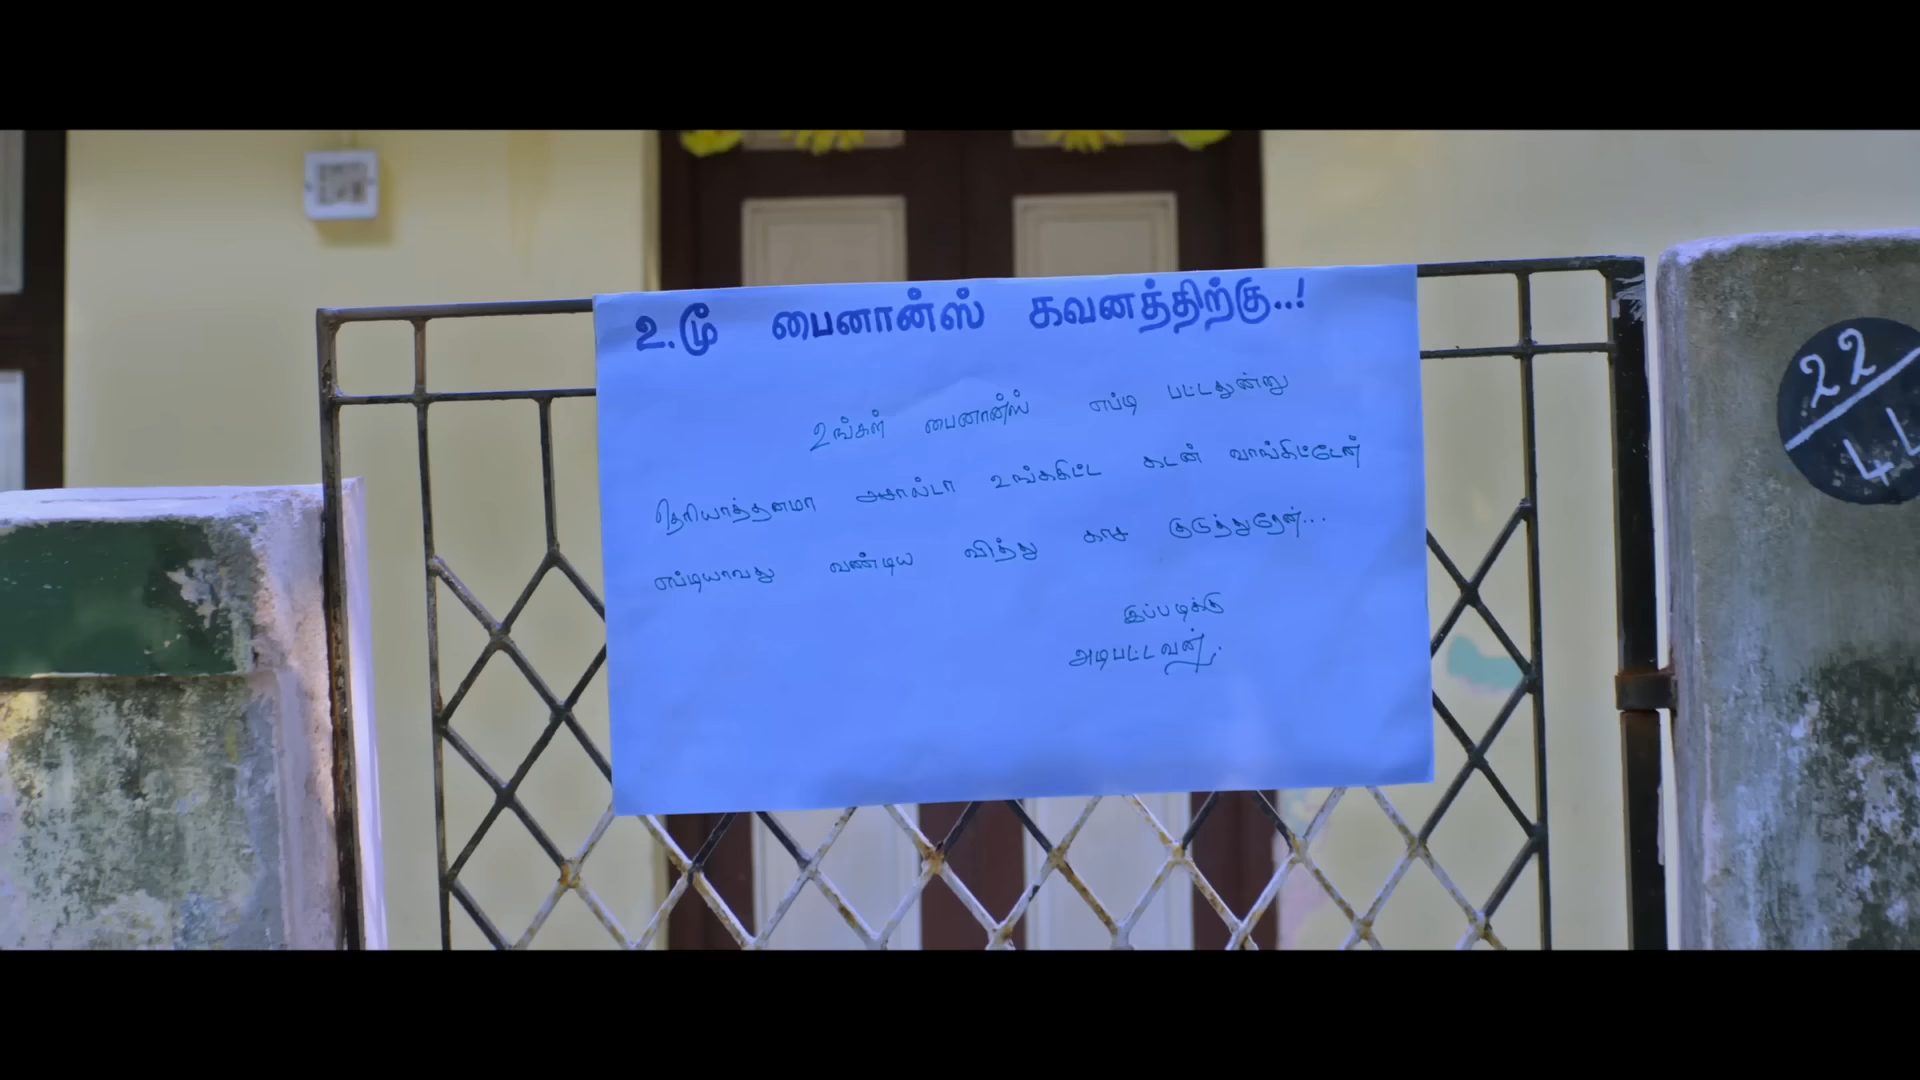 உ.மூ பைனான்ஸ் கவனத்திற்கு..!
உங்கள் பைனான்ஸ் எப்டி பட்டதுன்று
தெரியாத்தனமா அசால்டா உங்ககிட்ட கடன் வாங்கிட்டேன்
எப்டியாவது வண்டிய வித்து காச குடுத்துறேன்...
இப்படிக்கு
அடிபட்டவன்.
22
44